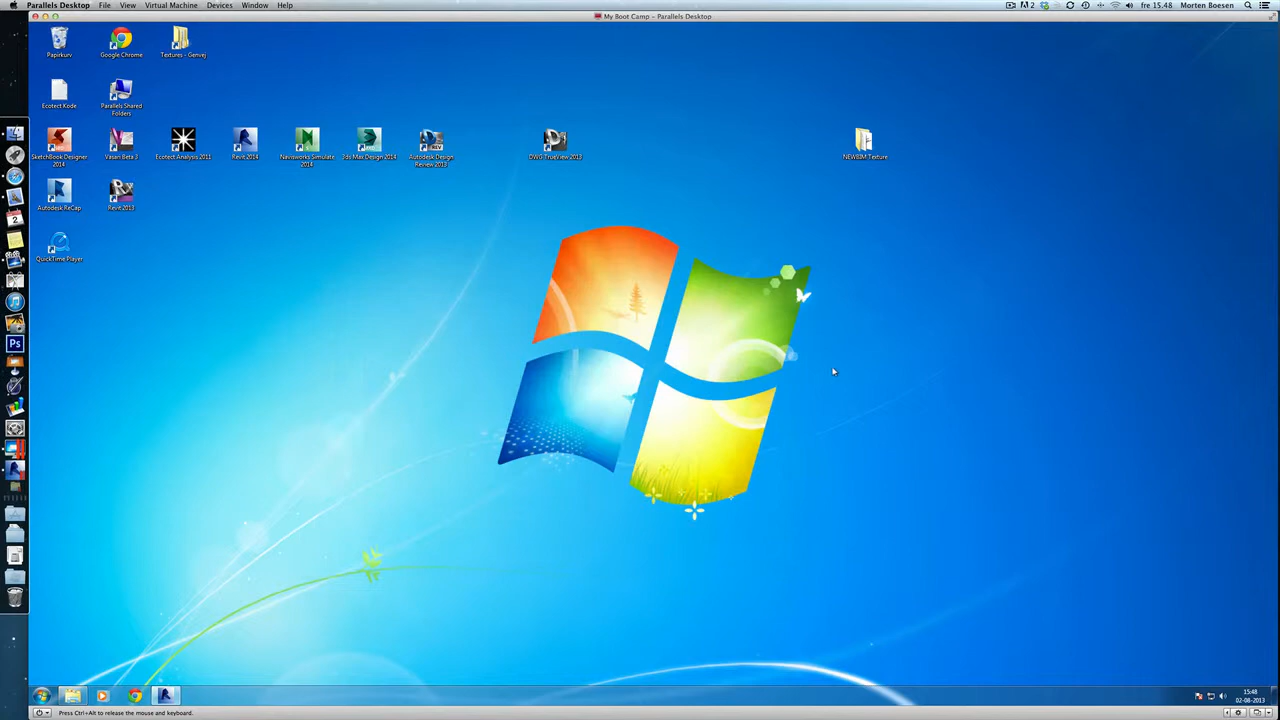 Parallels Desktop File View Virtual Machine Devices Window Help
2 fre 15.48 Morten Boesen
My Boot Camp – Parallels Desktop
Papirkurv
Google Chrome
Textures - Genvej
Ecotect Kode
Parallels Shared
Folders
SketchBook Designer
2014
Vasari Beta 3
Ecotect Analysis 2011
Revit 2014
Navisworks Simulate
2014
3ds Max Design 2014
Autodesk Design
Review 2013
DWG TrueView 2013
NEWBIM Texture
Autodesk ReCap
Revit 2013
QuickTime Player
2
Ps
15:48
02-08-2013
Press Ctrl+Alt to release the mouse and keyboard.